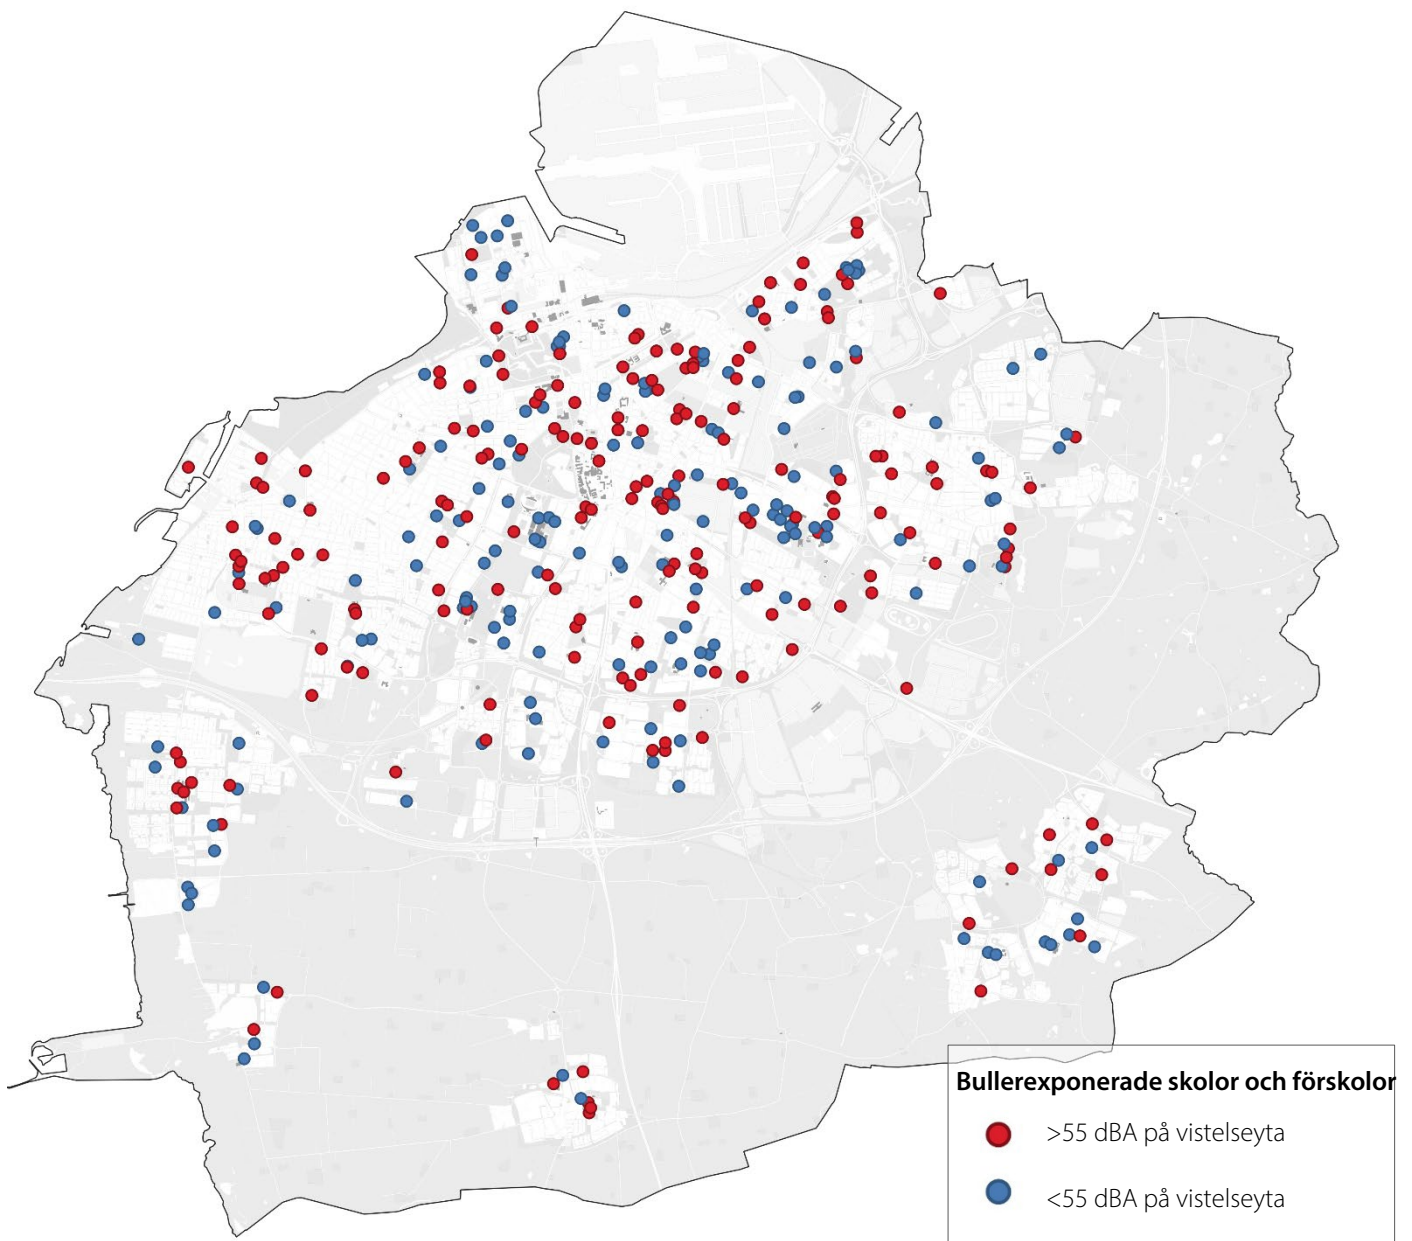 Bullerexponerade skolor och förskolor
>55 dBA på vistelseyta
<55 dBA på vistelseyta